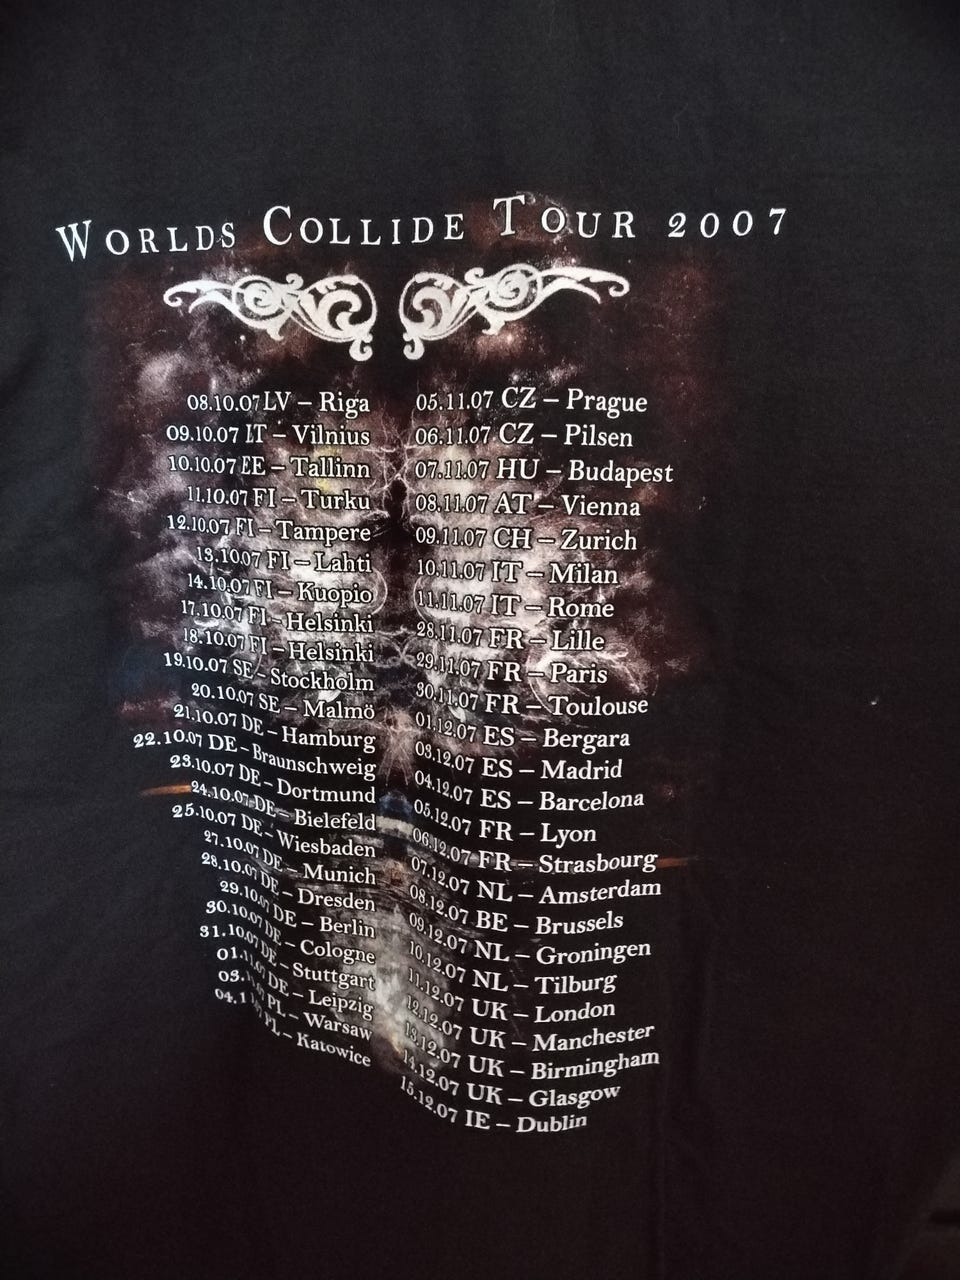 WORLDS COLLIDE TOUR 2007
08.10.07 LV – Riga
09.10.07 LT – Vilnius
10.10.07 EE – Tallinn
11.10.07 FI – Turku
12.10.07 FI – Tampere
13.10.07 FI – Lahti
14.10.07 FI – Kuopio
17.10.07 FI – Helsinki
18.10.07 FI – Helsinki
19.10.07 SE – Stockholm
20.10.07 SE – Malmö
21.10.07 DE – Hamburg
22.10.07 DE – Braunschweig
23.10.07 DE – Dortmund
24.10.07 DE – Bielefeld
25.10.07 DE – Wiesbaden
27.10.07 DE – Munich
28.10.07 DE – Dresden
29.10.07 DE – Berlin
30.10.07 DE – Cologne
31.10.07 DE – Stuttgart
01.11.07 DE – Leipzig
03.11.07 PL – Warsaw
04.11.07 PL – Katowice
05.11.07 CZ – Prague
06.11.07 CZ – Pilsen
07.11.07 HU – Budapest
08.11.07 AT – Vienna
09.11.07 CH – Zurich
10.11.07 IT – Milan
11.11.07 IT – Rome
28.11.07 FR – Lille
29.11.07 FR – Paris
30.11.07 FR – Toulouse
01.12.07 ES – Bergara
03.12.07 ES – Madrid
04.12.07 ES – Barcelona
05.12.07 FR – Lyon
06.12.07 FR – Strasbourg
07.12.07 NL – Amsterdam
08.12.07 BE – Brussels
09.12.07 NL – Groningen
10.12.07 NL – Tilburg
11.12.07 UK – London
12.12.07 UK – Manchester
13.12.07 UK – Birmingham
14.12.07 UK – Glasgow
15.12.07 IE – Dublin